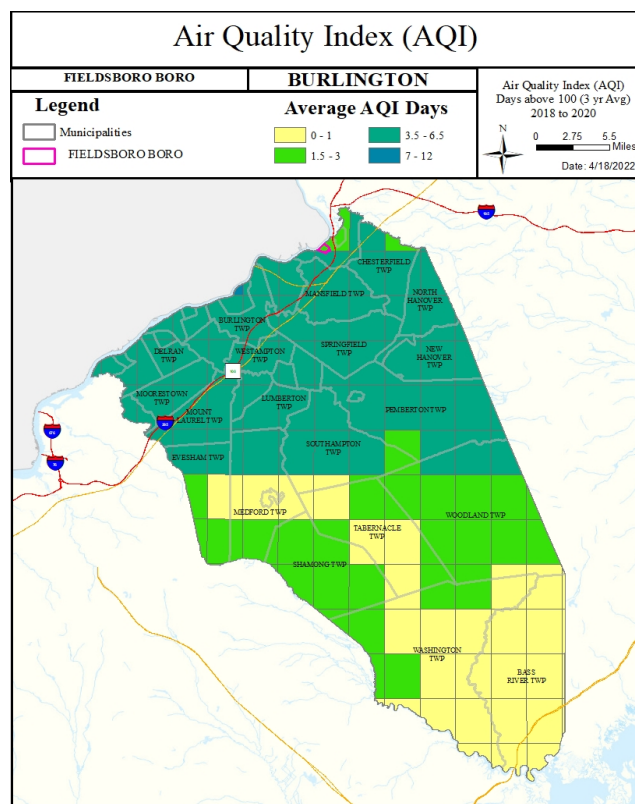 Air Quality Index (AQI)
FIELDSBORO BORO
BURLINGTON
Legend
Municipalities
FIELDSBORO BORO
Average AQI Days
0 - 1
3.5 - 6.5
1.5 - 3
7 - 12
Air Quality Index (AQI)
Days above 100 (3 yr Avg)
2018 to 2020
N
0 2.75 5.5
Miles
Date: 4/18/2022
CHESTERFIELD
TWP
MANSFIELD TWP
NORTH
HANOVER
TWP
BURLINGTON
TWP
SPRINGFIELD
TWP
DELRAN
TWP
WESTAMPTON
TWP
NEW
HANOVER
TWP
MOORESTOWN
TWP
LUMBERTON
TWP
MOUNT
LAUREL TWP
PEMBERTON TWP
SOUTHAMPTON
TWP
EVESHAM TWP
MEDFORD TWP
WOODLAND TWP
TABERNACLE
TWP
SHAMONG TWP
WASHINGTON
TWP
BASS
RIVER TWP